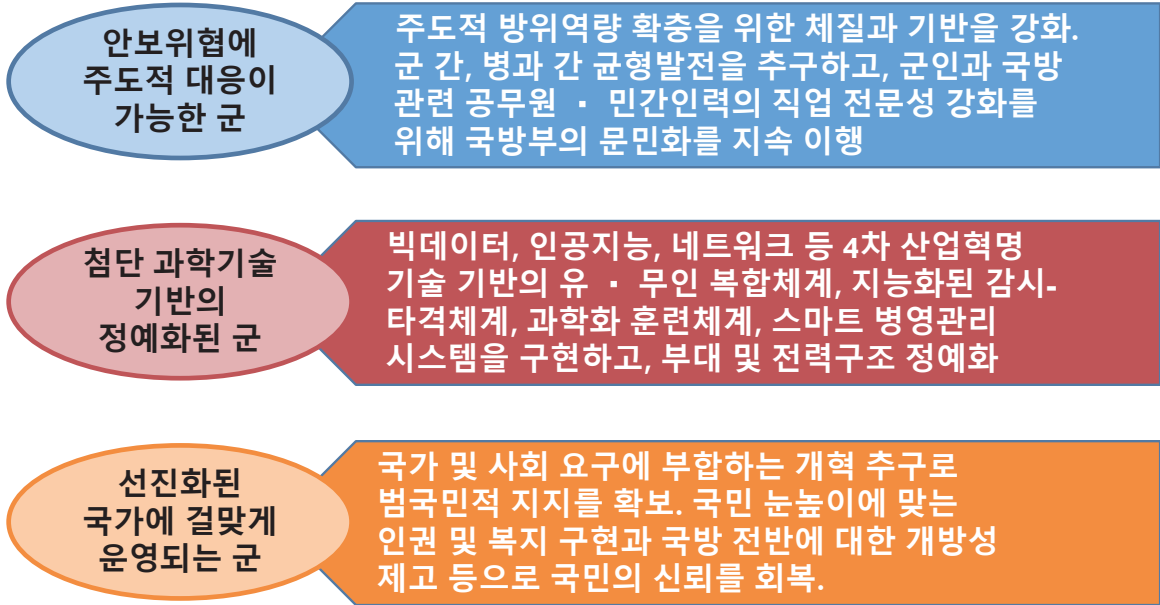 안보위협에
주도적 대응이
가능한 군
주도적 방위역량 확충을 위한 체질과 기반을 강화.
군 간, 병과 간 균형발전을 추구하고, 군인과 국방
관련 공무원 ▪ 민간인력의 직업 전문성 강화를
위해 국방부의 문민화를 지속 이행
첨단 과학기술
기반의
정예화된 군
빅데이터, 인공지능, 네트워크 등 4차 산업혁명
기술 기반의 유 ▪ 무인 복합체계, 지능화된 감시-
타격체계, 과학화 훈련체계, 스마트 병영관리
시스템을 구현하고, 부대 및 전력구조 정예화
선진화된
국가에 걸맞게
운영되는 군
국가 및 사회 요구에 부합하는 개혁 추구로
범국민적 지지를 확보. 국민 눈높이에 맞는
인권 및 복지 구현과 국방 전반에 대한 개방성
제고 등으로 국민의 신뢰를 회복.